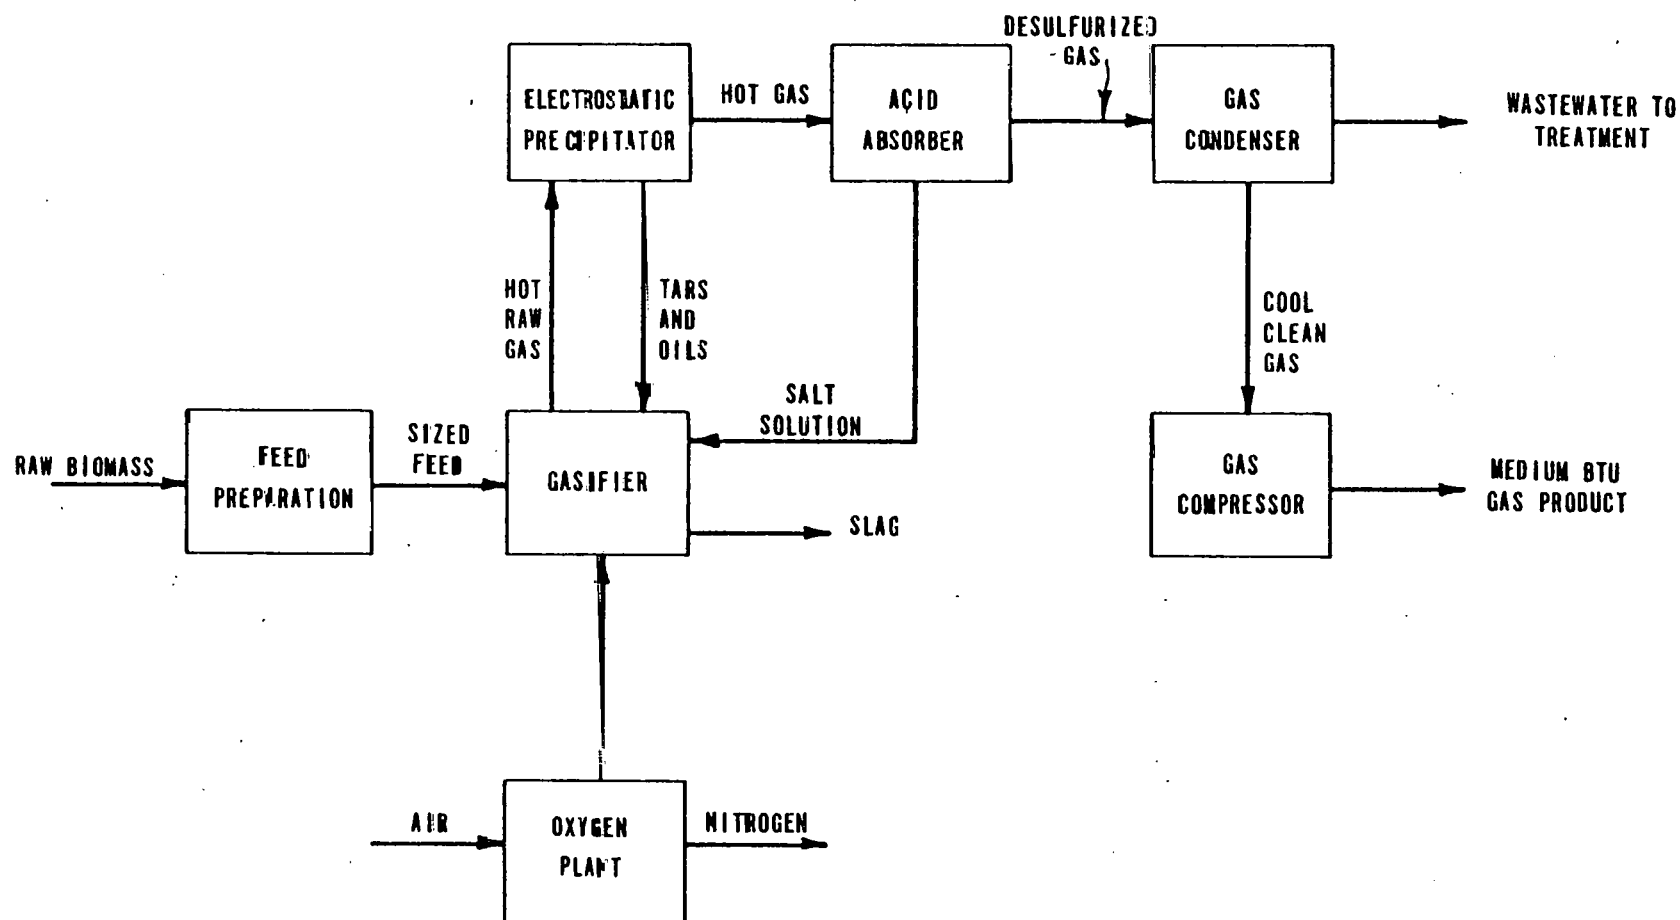 DESULFURIZED
GAS
ELECTROSTATIC
PRECIPITATOR
HOT GAS
ACID
ABSORBER
GAS
CONDENSER
WASTEWATER TO
TREATMENT
HOT
RAW
GAS
TARS
AND
OILS
COOL
CLEAN
GAS
SALT
SOLUTION
RAW BIOMASS
FEED
PREPARATION
SIZED
FEED
GASIFIER
SLAG
GAS
COMPRESSOR
MEDIUM BTU
GAS PRODUCT
AIR
OXYGEN
PLANT
NITROGEN